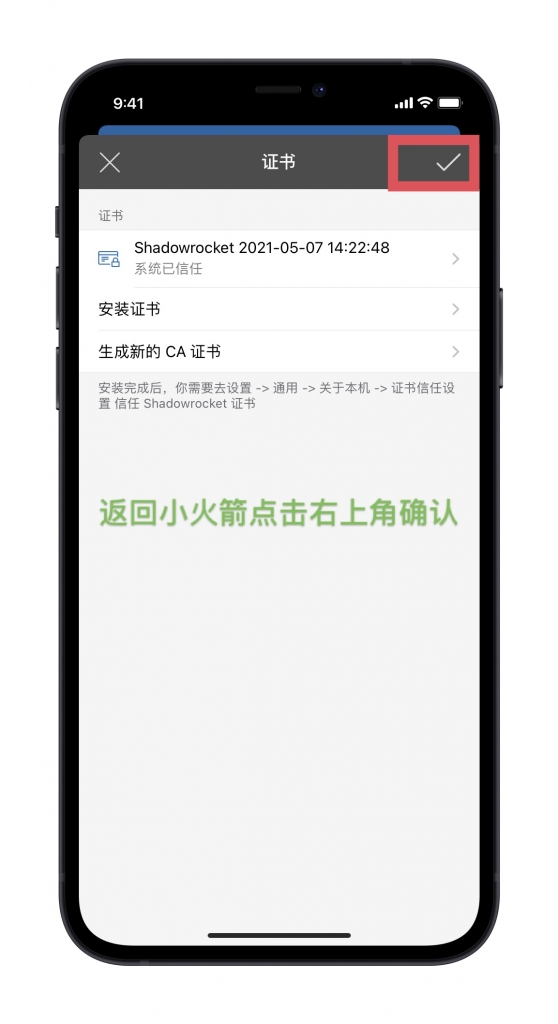 9:41
证书
证书
Shadowrocket 2021-05-07 14:22:48
系统已信任
安装证书
生成新的 CA 证书
安装完成后，你需要去设置 -> 通用 -> 关于本机 -> 证书信任设
置 信任 Shadowrocket 证书
返回小火箭点击右上角确认